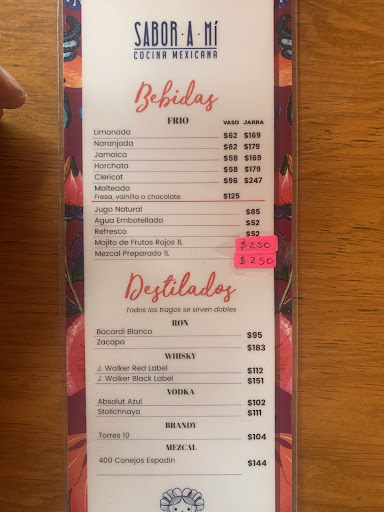 SABOR·A·Mí
COCINA MEXICANA
Bebidas
FRIO VASO JARRA
Limonada $62 $169
Naranjada $62 $179
Jamaica $58 $169
Horchata $58 $179
Clericot $96 $247
Malteada
Fresa, vainilla o chocolate. $125
Jugo Natural $85
Agua Embotellada $52
Refresco $52
Mojito de Frutos Rojos 1L $250
Mezcal Preparado 1L $250
Destilados
Todos los tragos se sirven dobles
RON
Bacardi Blanco $95
Zacapa $183
WHISKY
J. Walker Red Label $112
J. Walker Black Label $151
VODKA
Absolut Azul $102
Stolichnaya $111
BRANDY
Torres 10 $104
MEZCAL
400 Conejos Espadin $144